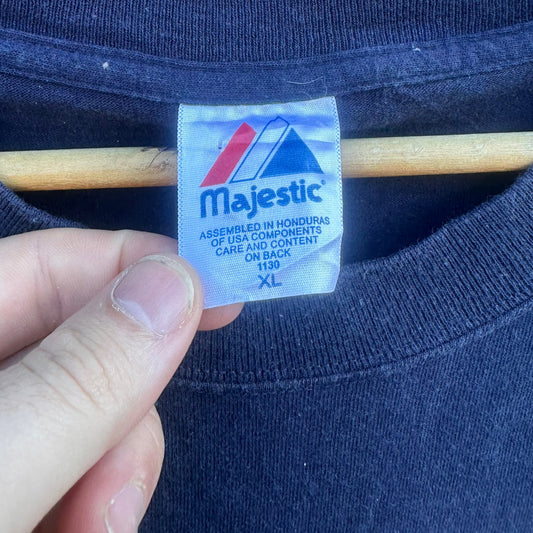 Majestic®
ASSEMBLED IN HONDURAS
OF USA COMPONENTS
CARE AND CONTENT
ON BACK
1130
XL